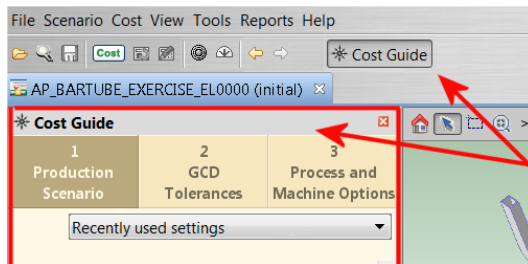 File Scenario Cost View Tools Reports Help
Cost
Cost Guide
AP_BARTUBE_EXERCISE_EL0000 (initial)
Cost Guide
1
Production
Scenario
2
GCD
Tolerances
3
Process and
Machine Options
Recently used settings